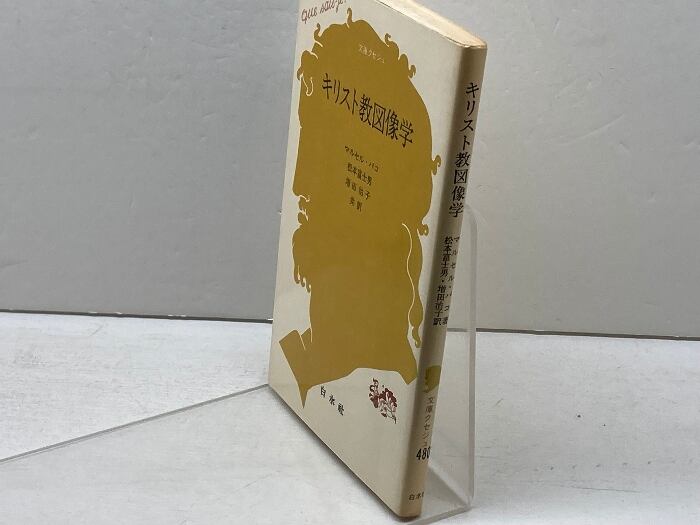 que sais-je?
文庫クセジュ
キリスト教図像学
マルセル・パコ
松本富士男
増田治子
共訳
白水社
キリスト教図像学
マルセル・パコ著
松本富士男・増田治子訳
文庫クセジュ
480
白水